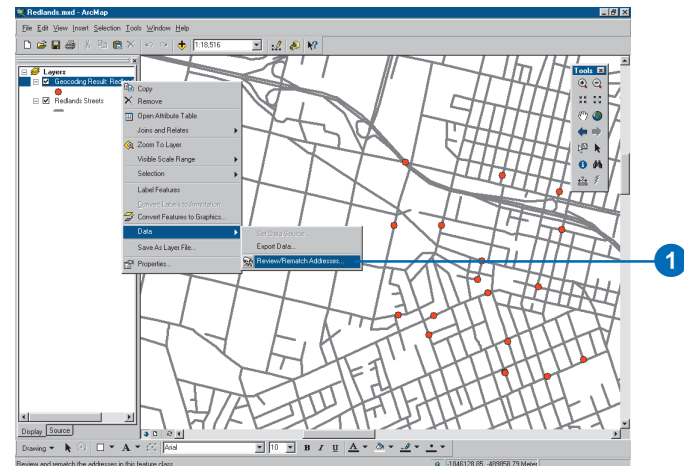 Redlands.mxd - ArcMap
File Edit View Insert Selection Tools Window Help
1:18,516
Layers
Geocoding Result: Redlan
Redlands Streets
Copy
Remove
Open Attribute Table
Joins and Relates
Zoom To Layer
Visible Scale Range
Selection
Label Features
Convert Labels to Annotation...
Convert Features to Graphics...
Data
Save As Layer File...
Properties...
Set Data Source...
Export Data...
Review/Rematch Addresses...
Tools
1
Display Source
Drawing A Arial 10 B I U A
Review and rematch the addresses in this feature class
-1846128.85 -489858.79 Meters